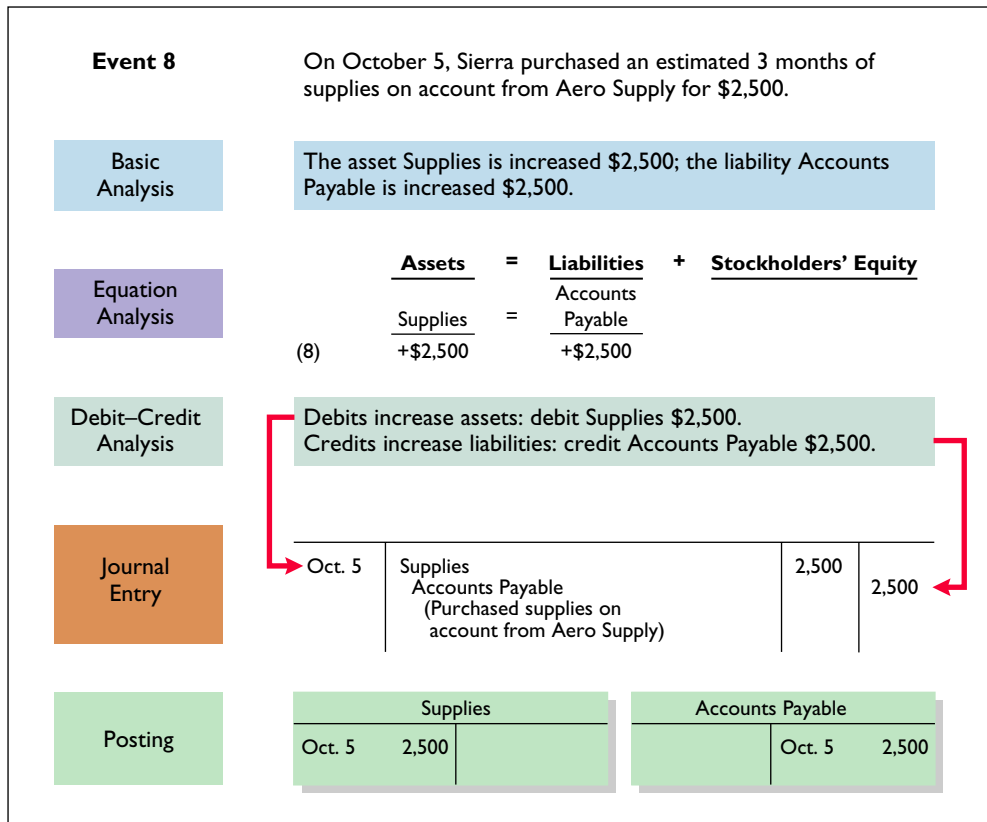 Event 8
On October 5, Sierra purchased an estimated 3 months of
supplies on account from Aero Supply for $2,500.
Basic
Analysis
The asset Supplies is increased $2,500; the liability Accounts
Payable is increased $2,500.
Equation
Analysis
Assets = Liabilities + Stockholders' Equity
Accounts
Supplies = Payable
(8) +$2,500 +$2,500
Debit–Credit
Analysis
Debits increase assets: debit Supplies $2,500.
Credits increase liabilities: credit Accounts Payable $2,500.
Journal
Entry
Oct. 5 Supplies 2,500
Accounts Payable 2,500
(Purchased supplies on
account from Aero Supply)
Posting
Supplies
Oct. 5 2,500
Accounts Payable
Oct. 5 2,500